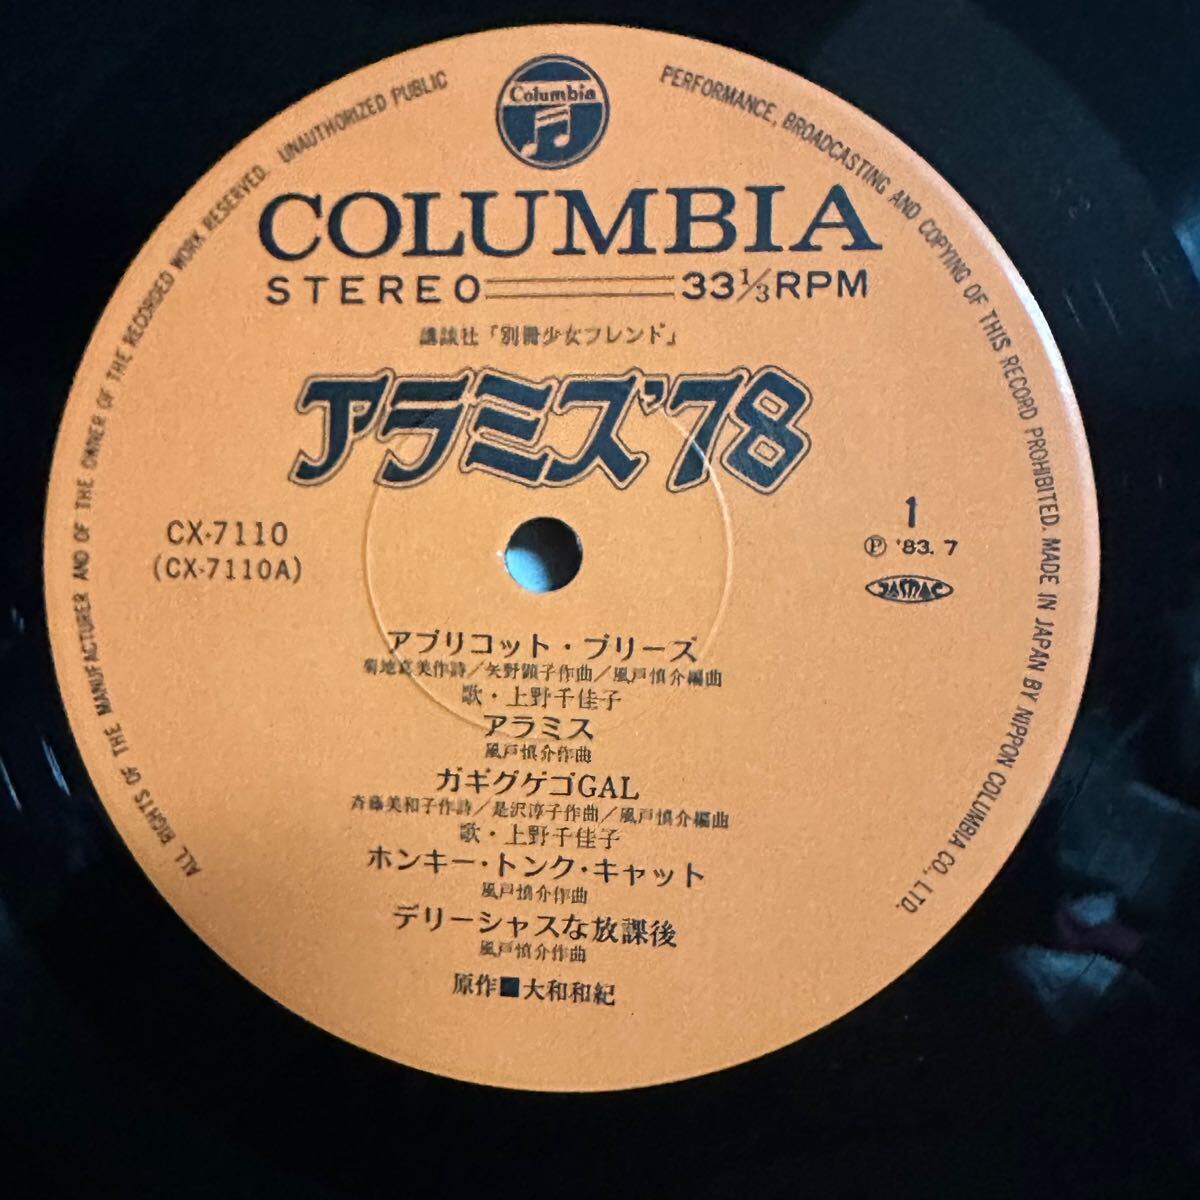 Columbia
COLUMBIA
STEREO 33⅓RPM
講談社「別冊少女フレンド」
アラミス'78
CX-7110
(CX-7110A)
1
Ⓟ '83. 7
JASRAC
アプリコット・ブリーズ
菊地真美作詩/矢野顕子作曲/風戸慎介編曲
歌・上野千佳子
アラミス
風戸慎介作曲
ガギグゲゴGAL
斉藤美和子作詩/是沢淳子作曲/風戸慎介編曲
歌・上野千佳子
ホンキー・トンク・キャット
風戸慎介作曲
デリーシャスな放課後
風戸慎介作曲
原作■大和和紀
ALL RIGHTS OF THE MANUFACTURER AND OF THE OWNER OF THE RECORDED WORK RESERVED. UNAUTHORIZED PUBLIC PERFORMANCE, BROADCASTING AND COPYING OF THIS RECORD PROHIBITED. MADE IN JAPAN BY NIPPON COLUMBIA CO., LTD.